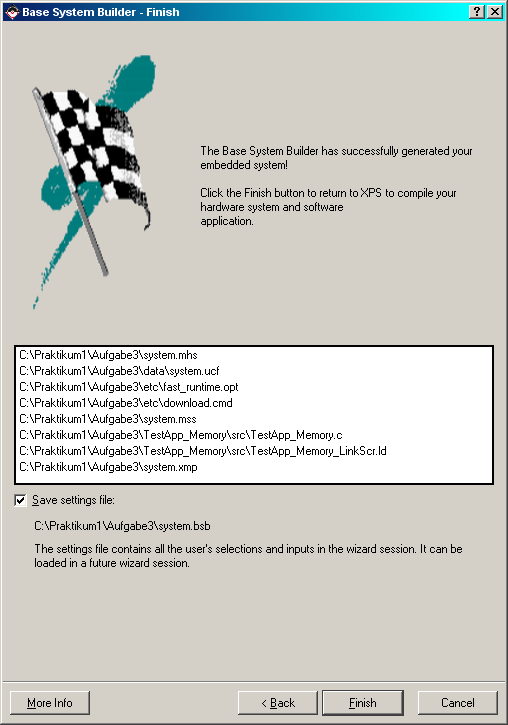 Base System Builder - Finish
The Base System Builder has successfully generated your
embedded system!
Click the Finish button to return to XPS to compile your
hardware system and software
application.
C:\Praktikum1\Aufgabe3\system.mhs
C:\Praktikum1\Aufgabe3\data\system.ucf
C:\Praktikum1\Aufgabe3\etc\fast_runtime.opt
C:\Praktikum1\Aufgabe3\etc\download.cmd
C:\Praktikum1\Aufgabe3\system.mss
C:\Praktikum1\Aufgabe3\TestApp_Memory\src\TestApp_Memory.c
C:\Praktikum1\Aufgabe3\TestApp_Memory\src\TestApp_Memory_LinkScr.ld
C:\Praktikum1\Aufgabe3\system.xmp
Save settings file:
C:\Praktikum1\Aufgabe3\system.bsb
The settings file contains all the user's selections and inputs in the wizard session. It can be
loaded in a future wizard session.
More Info
< Back
Finish
Cancel